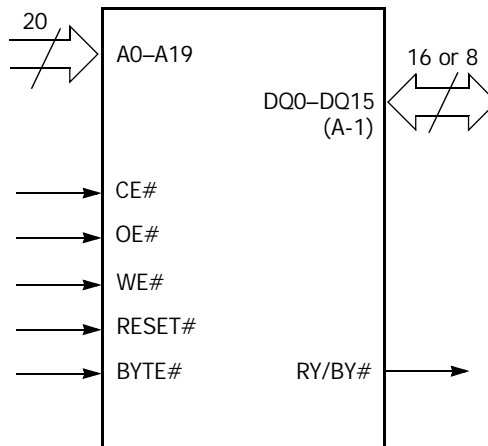 20
A0–A19
16 or 8
DQ0–DQ15
(A-1)
CE#
OE#
WE#
RESET#
BYTE#
RY/BY#